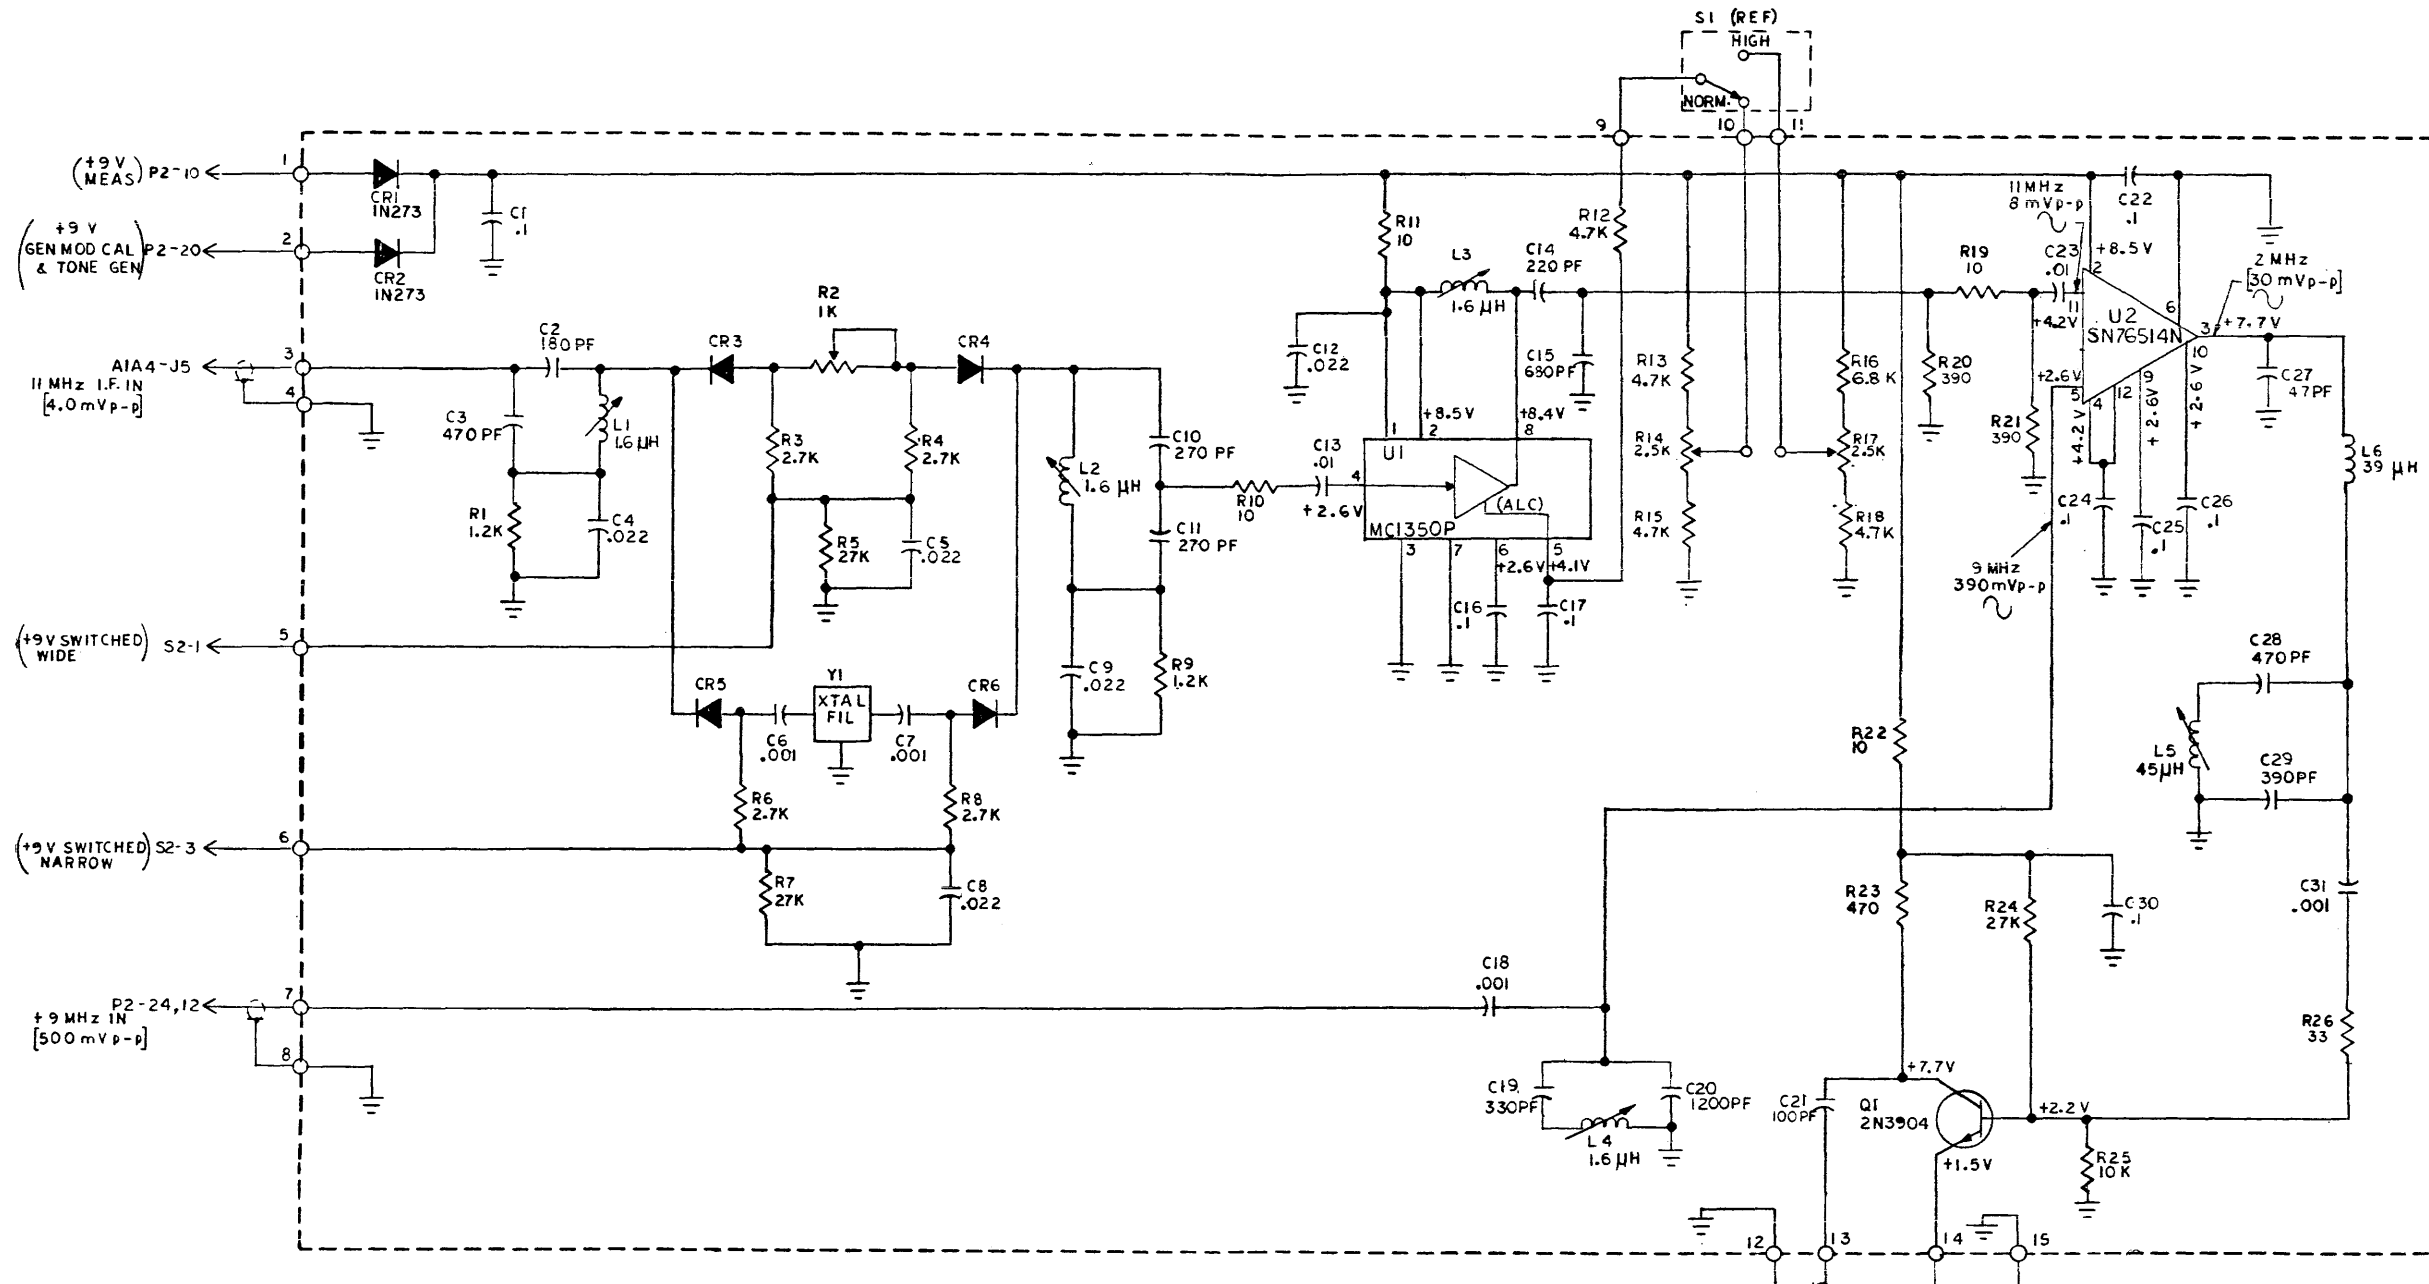 S1 (REF)
HIGH
NORM.
9
10
11
(+9 V
MEAS) P2-10
1
CR1
1N273
C1
.1
(+9 V
GEN MOD CAL
& TONE GEN) P2-20
2
CR2
1N273
A1A4-J5
3
11 MHz I.F. IN
[4.0mVp-p]
4
C2
180PF
C3
470PF
L1
1.6 µH
R1
1.2K
C4
.022
CR3
R2
1K
CR4
R3
2.7K
R4
2.7K
R5
27K
C5
.022
(+9V SWITCHED
WIDE) S2-1
5
CR5
Y1
XTAL
FIL
CR6
C6
.001
C7
.001
R6
2.7K
R8
2.7K
(+9V SWITCHED
NARROW) S2-3
6
R7
27K
C8
.022
L2
1.6 µH
C10
270 PF
C11
270 PF
C9
.022
R9
1.2K
R10
10
C13
.01
+2.6V
4
R11
10
C12
.022
L3
1.6 µH
C14
220 PF
C15
680PF
+8.5V
+8.4V
1
2
8
U1
(ALC)
MC1350P
3
7
6
5
+2.6V
+4.1V
C16
.1
C17
.1
R12
4.7K
R13
4.7K
R14
2.5K
R15
4.7K
R16
6.8 K
R17
2.5K
R18
4.7K
R19
10
R20
390
R21
390
11MHz
8 mVp-p
C22
.1
C23
.01
+8.5V
2
11
+4.2V
U2
SN76514N
6
3
+7.7V
2 MHz
[30 mVp-p]
10
9
12
4
5
+2.6V
+4.2 V
+2.6V
+2.6 V
C24
.1
C25
.1
C26
.1
C27
47PF
L6
39 µH
9 MHz
390mVp-p
C28
470PF
L5
45µH
C29
390PF
R22
10
R23
470
R24
27K
C30
.1
C31
.001
R26
33
P2-24,12
7
+9 MHz IN
[500 mVp-p]
8
C18
.001
C19
330PF
C20
1200PF
L4
1.6 µH
C21
100PF
+7.7V
Q1
2N3904
+2.2 V
+1.5V
R25
10 K
12
13
14
15